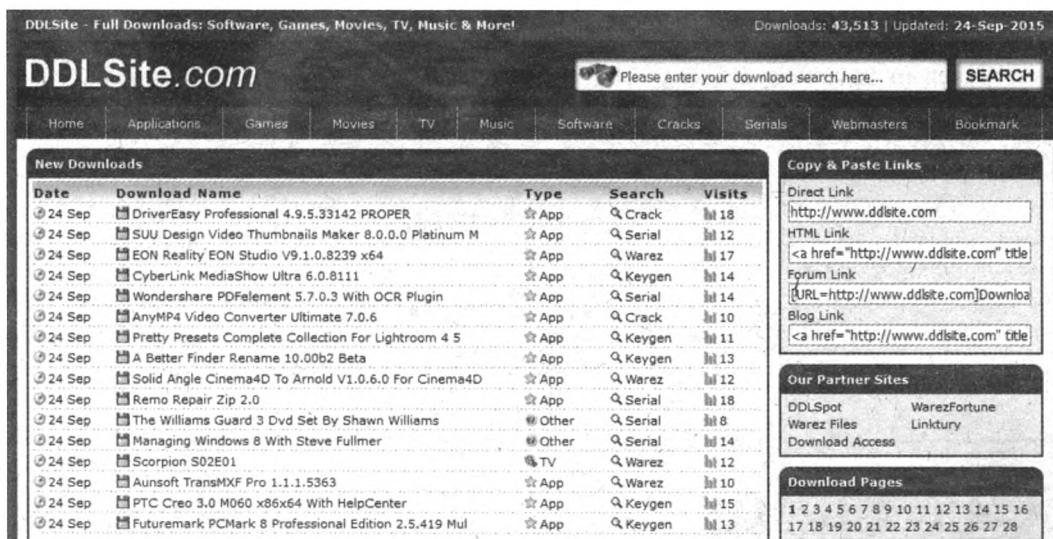 DDLSite - Full Downloads: Software, Games, Movies, TV, Music & More!
Downloads: 43,513 | Updated: 24-Sep-2015
DDLSite.com
Please enter your download search here...
SEARCH
Home Applications Games Movies TV Music Software Cracks Serials Webmasters Bookmark
New Downloads
Date Download Name Type Search Visits
24 Sep DriverEasy Professional 4.9.5.33142 PROPER App Crack 18
24 Sep SUU Design Video Thumbnails Maker 8.0.0.0 Platinum M App Serial 12
24 Sep EON Reality EON Studio V9.1.0.8239 x64 App Warez 17
24 Sep CyberLink MediaShow Ultra 6.0.8111 App Keygen 14
24 Sep Wondershare PDFelement 5.7.0.3 With OCR Plugin App Serial 14
24 Sep AnyMP4 Video Converter Ultimate 7.0.6 App Crack 10
24 Sep Pretty Presets Complete Collection For Lightroom 4 5 App Keygen 11
24 Sep A Better Finder Rename 10.00b2 Beta App Keygen 13
24 Sep Solid Angle Cinema4D To Arnold V1.0.6.0 For Cinema4D App Warez 12
24 Sep Remo Repair Zip 2.0 App Serial 18
24 Sep The Williams Guard 3 Dvd Set By Shawn Williams Other Serial 8
24 Sep Managing Windows 8 With Steve Fullmer Other Serial 14
24 Sep Scorpion S02E01 TV Warez 12
24 Sep Aunsoft TransMXF Pro 1.1.1.5363 App Warez 10
24 Sep PTC Creo 3.0 M060 x86x64 With HelpCenter App Keygen 15
24 Sep Futuremark PCMark 8 Professional Edition 2.5.419 Mul App Keygen 13
Copy & Paste Links
Direct Link
http://www.ddlsite.com
HTML Link
<a href="http://www.ddlsite.com" title
Forum Link
[URL=http://www.ddlsite.com]Downloa
Blog Link
<a href="http://www.ddlsite.com" title
Our Partner Sites
DDLSpot WarezFortune
Warez Files Linktury
Download Access
Download Pages
1 2 3 4 5 6 7 8 9 10 11 12 13 14 15 16
17 18 19 20 21 22 23 24 25 26 27 28